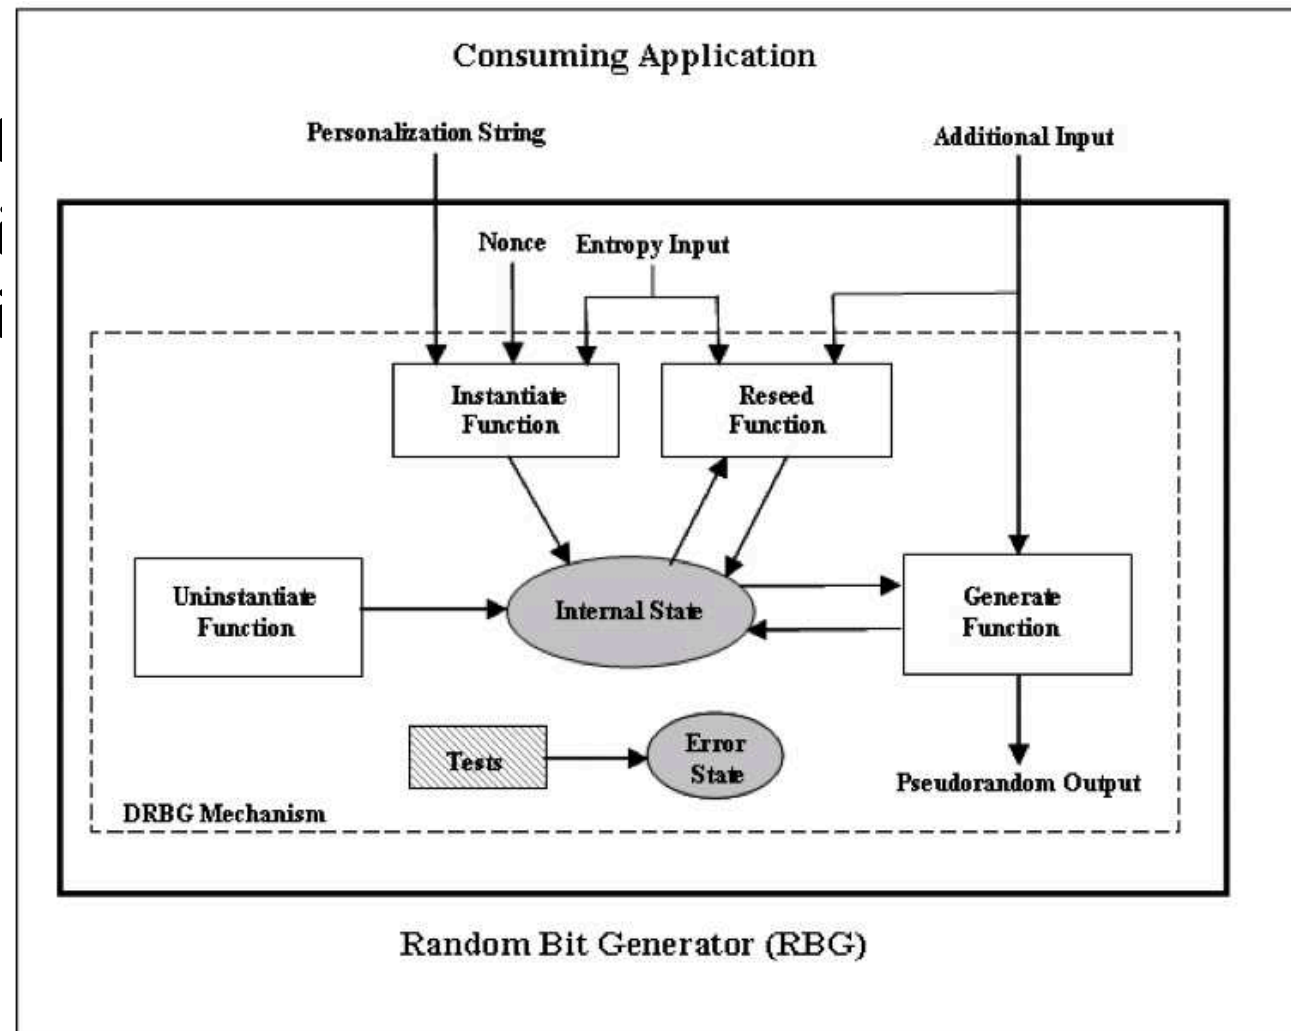 Consuming Application
Personalization String
Additional Input
Nonce
Entropy Input
Instantiate
Function
Reseed
Function
Uninstantiate
Function
Internal State
Generate
Function
Tests
Error
State
Pseudorandom Output
DRBG Mechanism
Random Bit Generator (RBG)